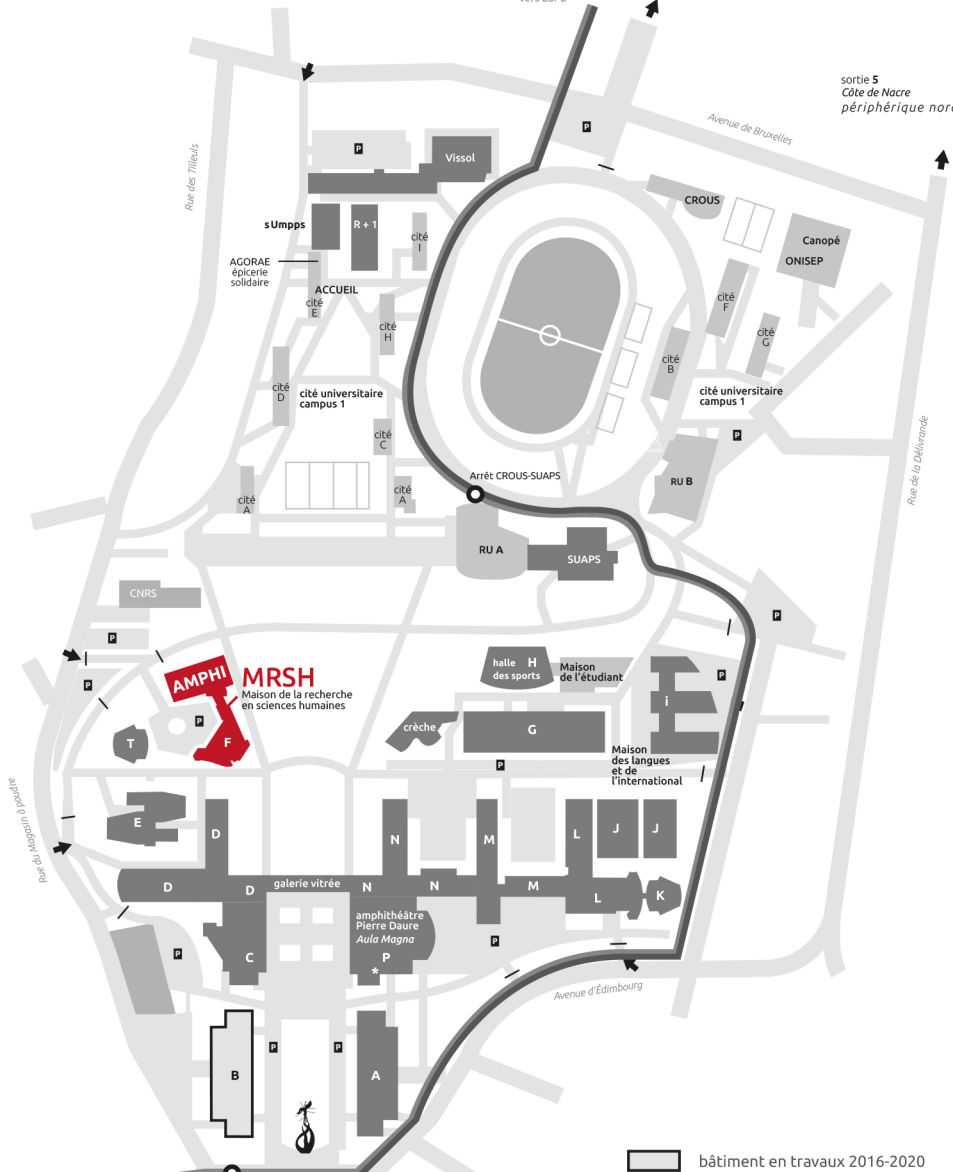 vers ESPE
sortie 5
Côte de Nacre
périphérique nord
Avenue de Bruxelles
Rue des Tilleuls
P
P
Vissol
CROUS
sUmpps
R + 1
cité
I
Canopé
ONISEP
AGORAE
épicerie
solidaire
ACCUEIL
cité
E
cité
H
cité
F
cité
G
cité
B
cité
D
cité universitaire
campus 1
cité universitaire
campus 1
cité
C
P
Rue de la Délivrande
Arrêt CROUS-SUAPS
cité
A
cité
A
RU B
RU A
SUAPS
CNRS
P
P
AMPHI
MRSH
Maison de la recherche
en sciences humaines
P
F
T
P
halle H
des sports
Maison
de l'étudiant
P
i
crèche
G
Maison
des langues
et de
l'international
P
Rue du Magasin à poudre
E
D
N
M
L
J
J
D
D
galerie vitrée
N
N
M
L
K
amphithéâtre
Pierre Daure
Aula Magna
P
*
C
P
P
Avenue d'Édimbourg
P
P
B
A
bâtiment en travaux 2016-2020